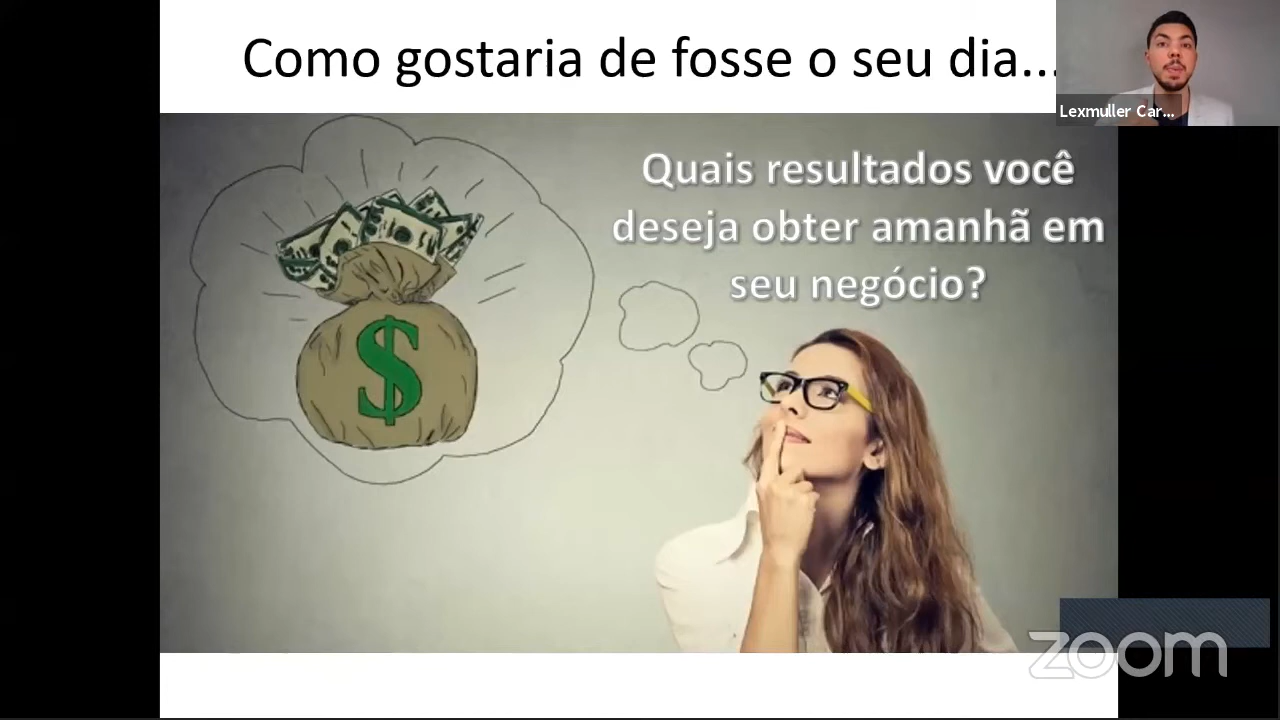 Como gostaria de fosse o seu dia...
Lexmuller Car...
Quais resultados você
deseja obter amanhã em
seu negócio?
$
zoom